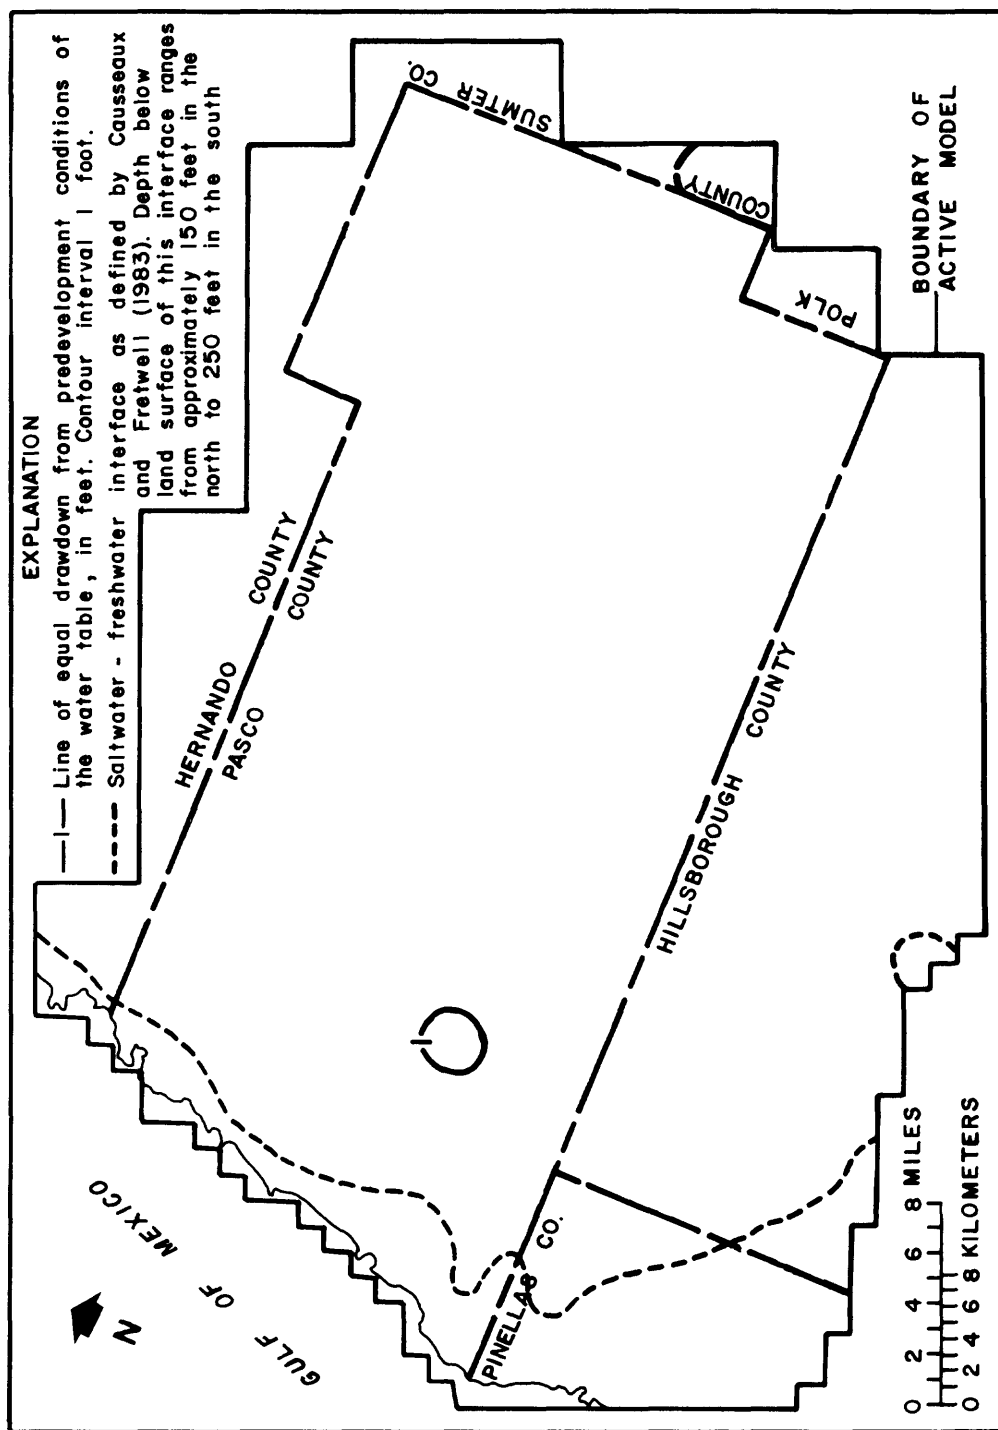 EXPLANATION
—1— Line of equal drawdown from predevelopment conditions of
the water table, in feet. Contour interval 1 foot.
---- Saltwater - freshwater interface as defined by Causseaux
and Fretwell (1983). Depth below
land surface of this interface ranges
from approximately 150 feet in the
north to 250 feet in the south
SUMTER CO.
COUNTY
POLK
BOUNDARY OF
ACTIVE MODEL
HERNANDO COUNTY
PASCO COUNTY
HILLSBOROUGH COUNTY
1
PINELLAS CO.
GULF OF MEXICO
N
0 2 4 6 8 MILES
0 2 4 6 8 KILOMETERS